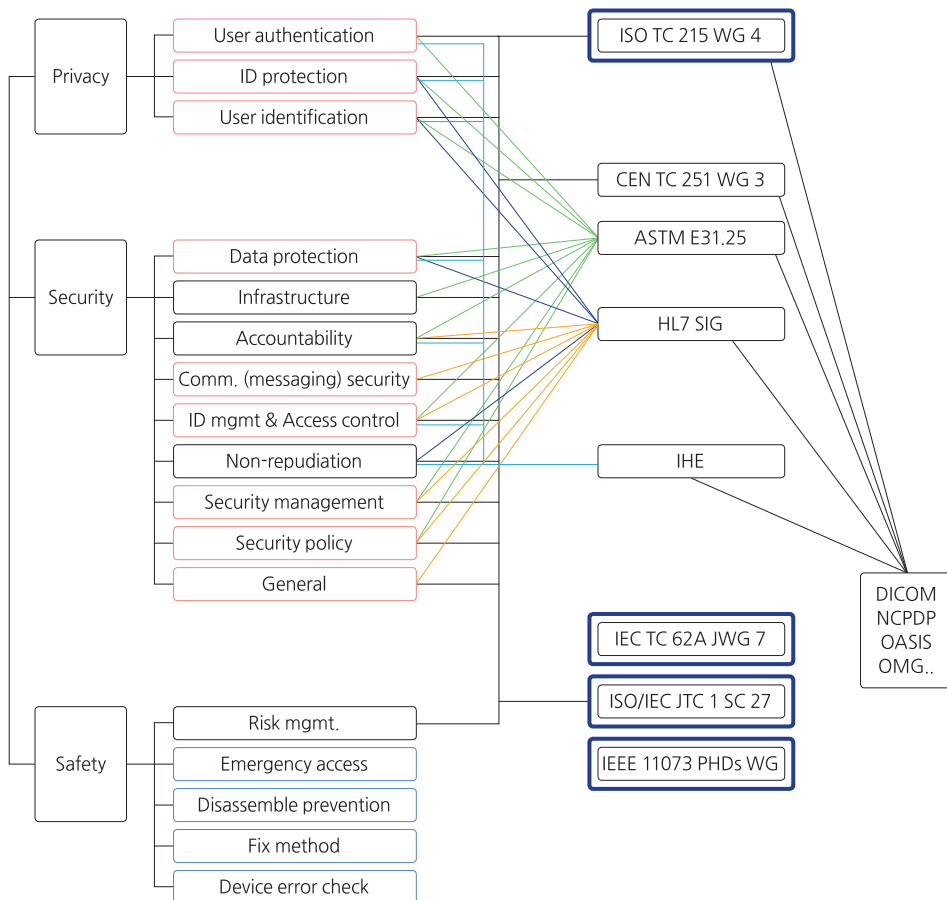 Privacy
User authentication
ID protection
User identification
Security
Data protection
Infrastructure
Accountability
Comm. (messaging) security
ID mgmt & Access control
Non-repudiation
Security management
Security policy
General
Safety
Risk mgmt.
Emergency access
Disassemble prevention
Fix method
Device error check
ISO TC 215 WG 4
CEN TC 251 WG 3
ASTM E31.25
HL7 SIG
IHE
IEC TC 62A JWG 7
ISO/IEC JTC 1 SC 27
IEEE 11073 PHDs WG
DICOM
NCPDP
OASIS
OMG..